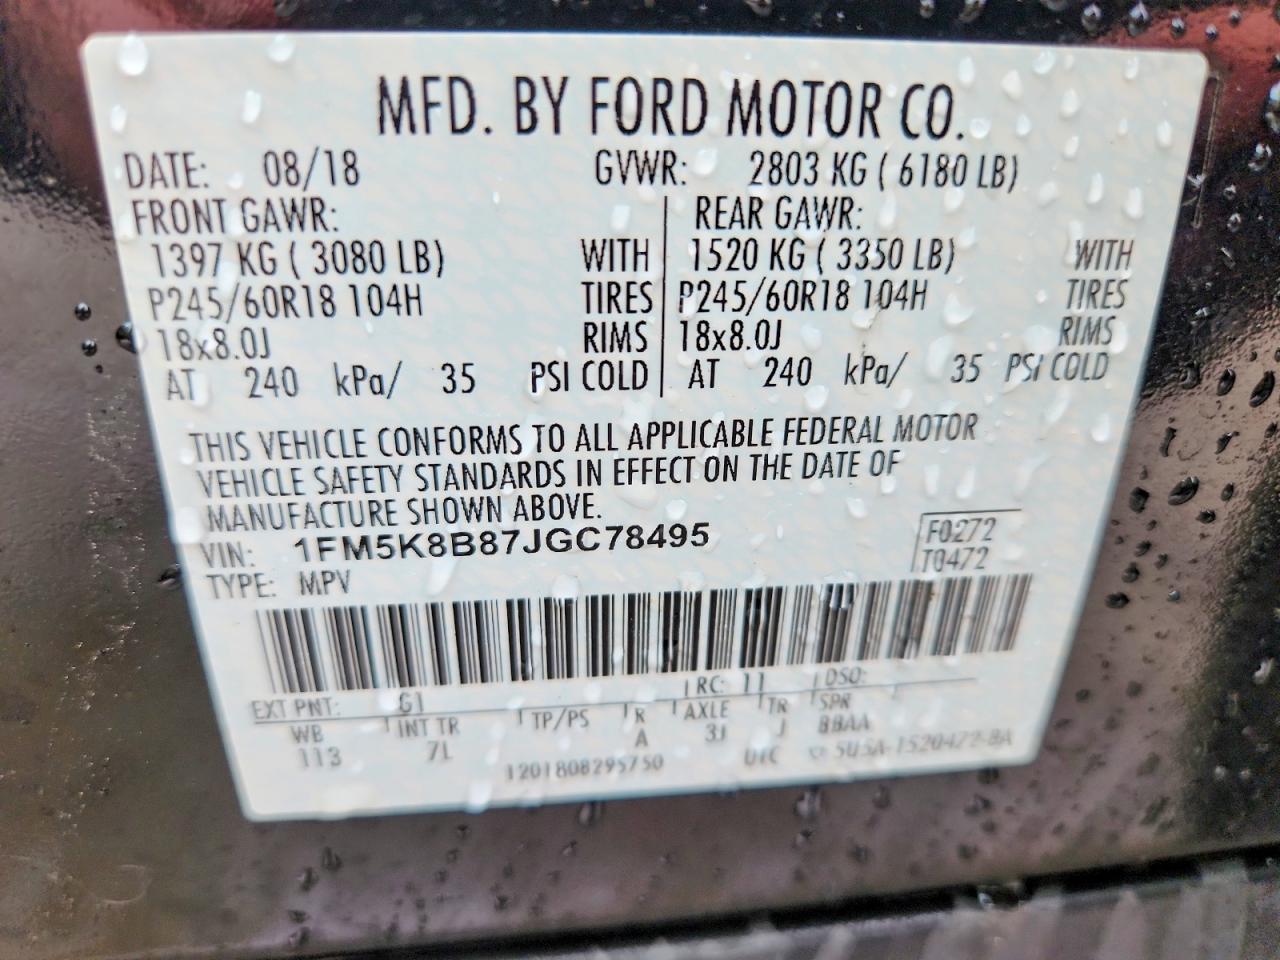 MFD. BY FORD MOTOR CO.
DATE: 08/18 GVWR: 2803 KG ( 6180 LB)
FRONT GAWR: REAR GAWR:
1397 KG ( 3080 LB) WITH 1520 KG ( 3350 LB) WITH
P245/60R18 104H TIRES P245/60R18 104H TIRES
18x8.0J RIMS 18x8.0J RIMS
AT 240 kPa/ 35 PSI COLD AT 240 kPa/ 35 PSI COLD
THIS VEHICLE CONFORMS TO ALL APPLICABLE FEDERAL MOTOR
VEHICLE SAFETY STANDARDS IN EFFECT ON THE DATE OF
MANUFACTURE SHOWN ABOVE.
VIN: 1FM5K8B87JGC78495 F0272
TYPE: MPV T0472
EXT PNT: G1 RC: 11 DSO:
WB INT TR TP/PS R AXLE TR SPR
113 7L A 3J J BBAA
1201808295750 UTC 5U5A-1520472-BA